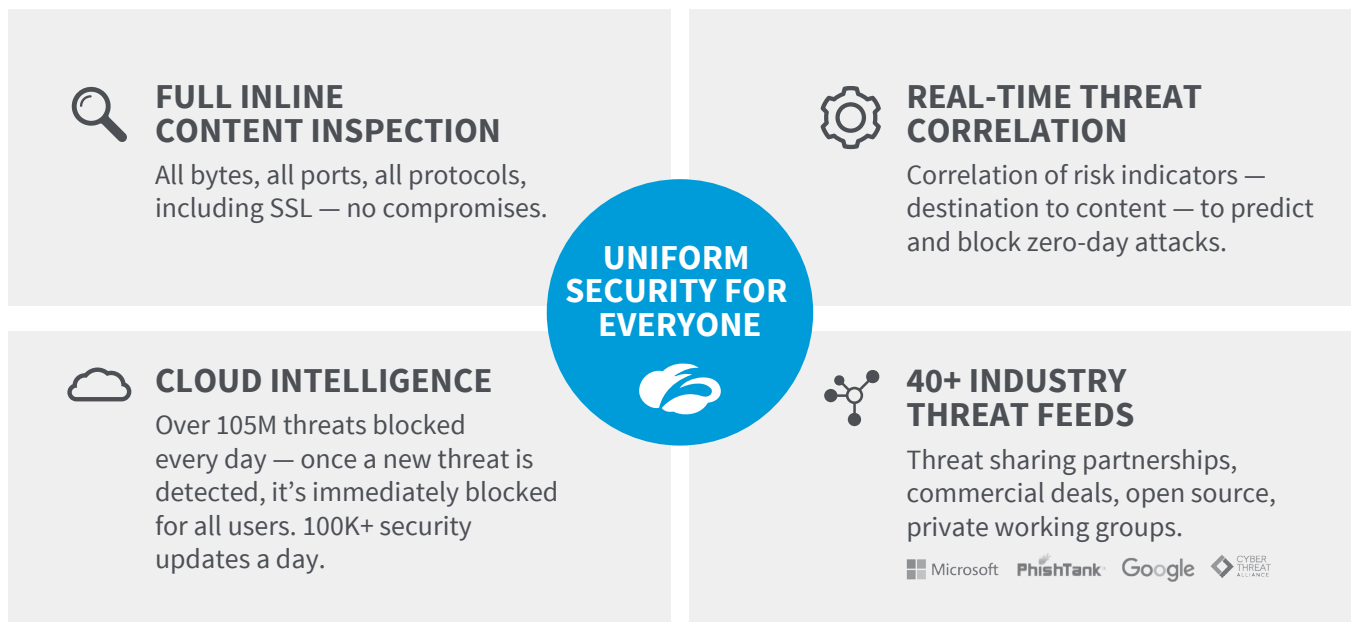 FULL INLINE
CONTENT INSPECTION
All bytes, all ports, all protocols,
including SSL — no compromises.
REAL-TIME THREAT
CORRELATION
Correlation of risk indicators —
destination to content — to predict
and block zero-day attacks.
UNIFORM
SECURITY FOR
EVERYONE
CLOUD INTELLIGENCE
Over 105M threats blocked
every day — once a new threat is
detected, it’s immediately blocked
for all users. 100K+ security
updates a day.
40+ INDUSTRY
THREAT FEEDS
Threat sharing partnerships,
commercial deals, open source,
private working groups.
Microsoft PhishTank Google CYBER
THREAT
ALLIANCE